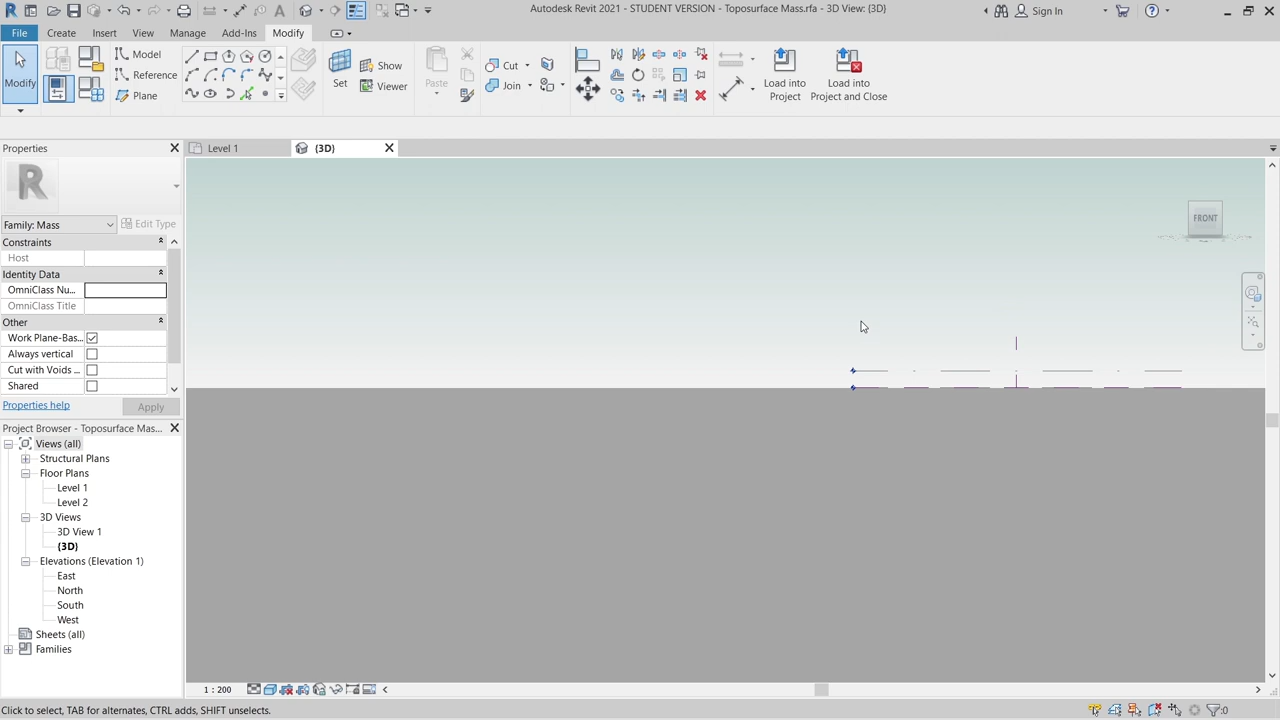 Autodesk Revit 2021 - STUDENT VERSION - Toposurface Mass.rfa - 3D View: {3D}
Sign In
File
Create
Insert
View
Manage
Add-Ins
Modify
Modify
Model
Reference
Plane
Set
Show
Viewer
Paste
Cut
Join
Load into
Project
Load into
Project and Close
Properties
Level 1
{3D}
R
Family: Mass
Edit Type
Constraints
Host
Identity Data
OmniClass Nu...
OmniClass Title
Other
Work Plane-Bas...
Always vertical
Cut with Voids ...
Shared
Properties help
Apply
Project Browser - Toposurface Mas...
Views (all)
Structural Plans
Floor Plans
Level 1
Level 2
3D Views
3D View 1
{3D}
Elevations (Elevation 1)
East
North
South
West
Sheets (all)
Families
FRONT
1 : 200
Click to select, TAB for alternates, CTRL adds, SHIFT unselects.
:0